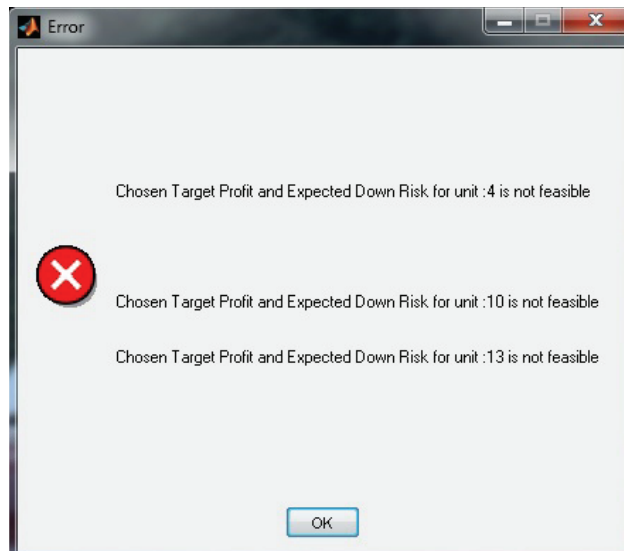 Error
Chosen Target Profit and Expected Down Risk for unit :4 is not feasible
Chosen Target Profit and Expected Down Risk for unit :10 is not feasible
Chosen Target Profit and Expected Down Risk for unit :13 is not feasible
OK